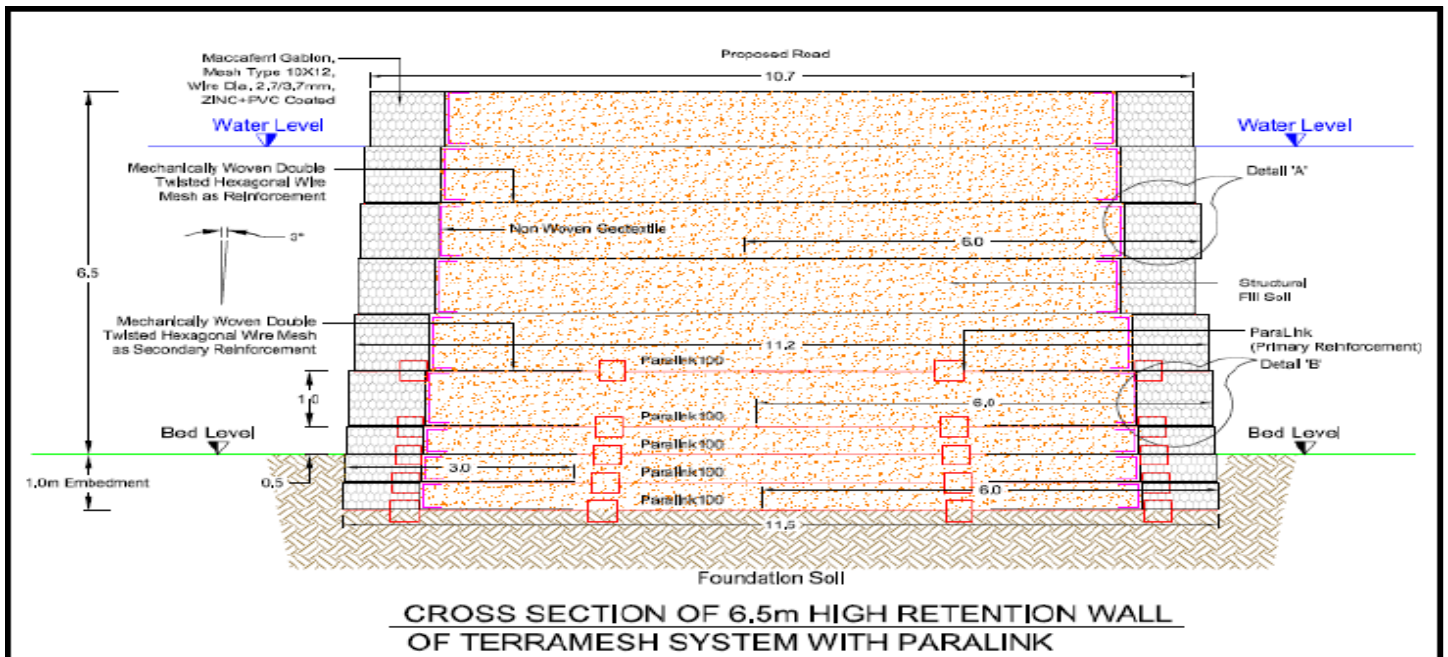 Maccaferri Gabion,
Mesh Type 10X12,
Wire Dia, 2.7/3.7mm,
ZINC+PVC Coated
Proposed Road
10.7
Water Level
Water Level
Mechanically Woven Double
Twisted Hexagonal Wire
Mesh as Reinforcement
Detail 'A'
Non Woven Geotextile
6.0
6.5
Structural
Fill Soil
Mechanically Woven Double
Twisted Hexagonal Wire Mesh
as Secondary Reinforcement
11.2
ParaLink
(Primary Reinforcement)
Detail 'B'
Paralink100
1.0
6.0
Paralink100
Bed Level
Bed Level
Paralink100
3.0
1.0m Embedment
0.5
Paralink100
6.0
Paralink100
11.5
Foundation Soil
CROSS SECTION OF 6.5m HIGH RETENTION WALL
OF TERRAMESH SYSTEM WITH PARALINK